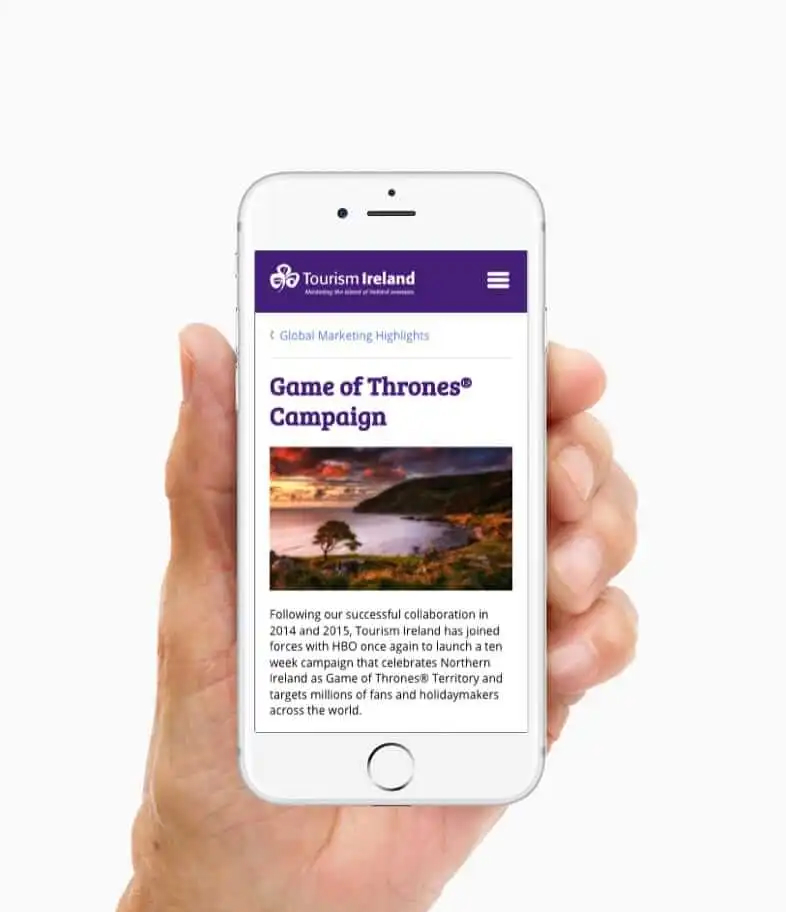 Tourism Ireland
Marketing the island of Ireland overseas
Global Marketing Highlights
Game of Thrones®
Campaign
Following our successful collaboration in
2014 and 2015, Tourism Ireland has joined
forces with HBO once again to launch a ten
week campaign that celebrates Northern
Ireland as Game of Thrones® Territory and
targets millions of fans and holidaymakers
across the world.